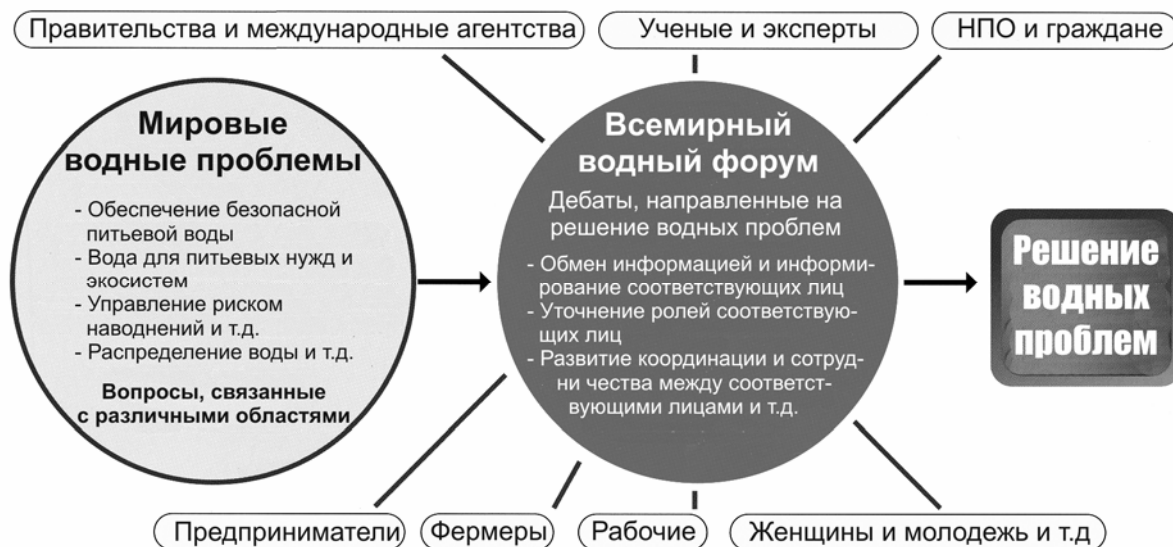 Правительства и международные агентства
Ученые и эксперты
НПО и граждане
Мировые
водные проблемы
- Обеспечение безопасной
питьевой воды
- Вода для питьевых нужд и
экосистем
- Управление риском
наводнений и т.д.
- Распределение воды и т.д.
Вопросы, связанные
с различными областями
Всемирный
водный форум
Дебаты, направленные на
решение водных проблем
- Обмен информацией и информи-
рование соответствующих лиц
- Уточнение ролей соответствую-
щих лиц
- Развитие координации и сотруд
ни чества между соответст-
вующими лицами и т.д.
Решение
водных
проблем
Предприниматели
Фермеры
Рабочие
Женщины и молодежь и т.д